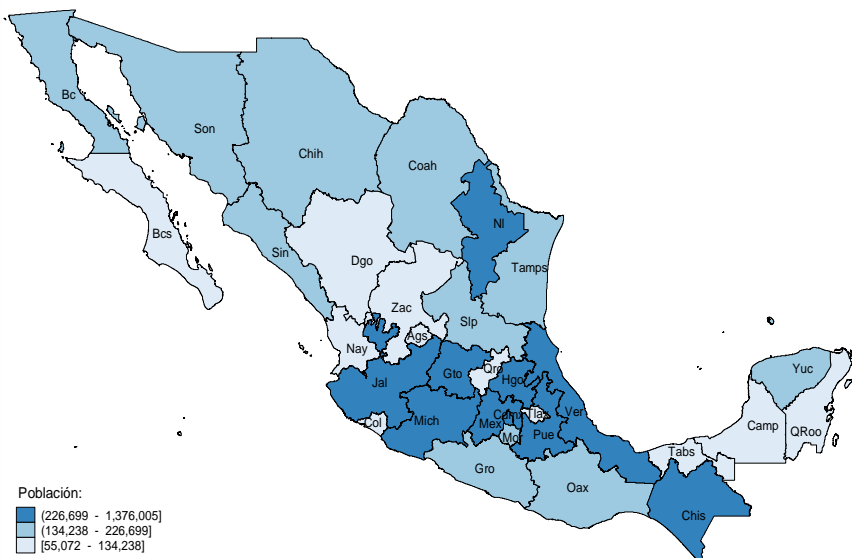 Bc
Son
Chih
Coah
Bcs
Sin
Dgo
Nl
Tamps
Zac
Slp
Nay
Ags
Jal
Gto
Qro
Hgo
Yuc
Col
Mich
Mex
Cdmx
Tlax
Ver
Mor
Pue
Camp
QRoo
Tabs
Gro
Oax
Chis
Población:
(226,699 - 1,376,005]
(134,238 - 226,699]
[55,072 - 134,238]